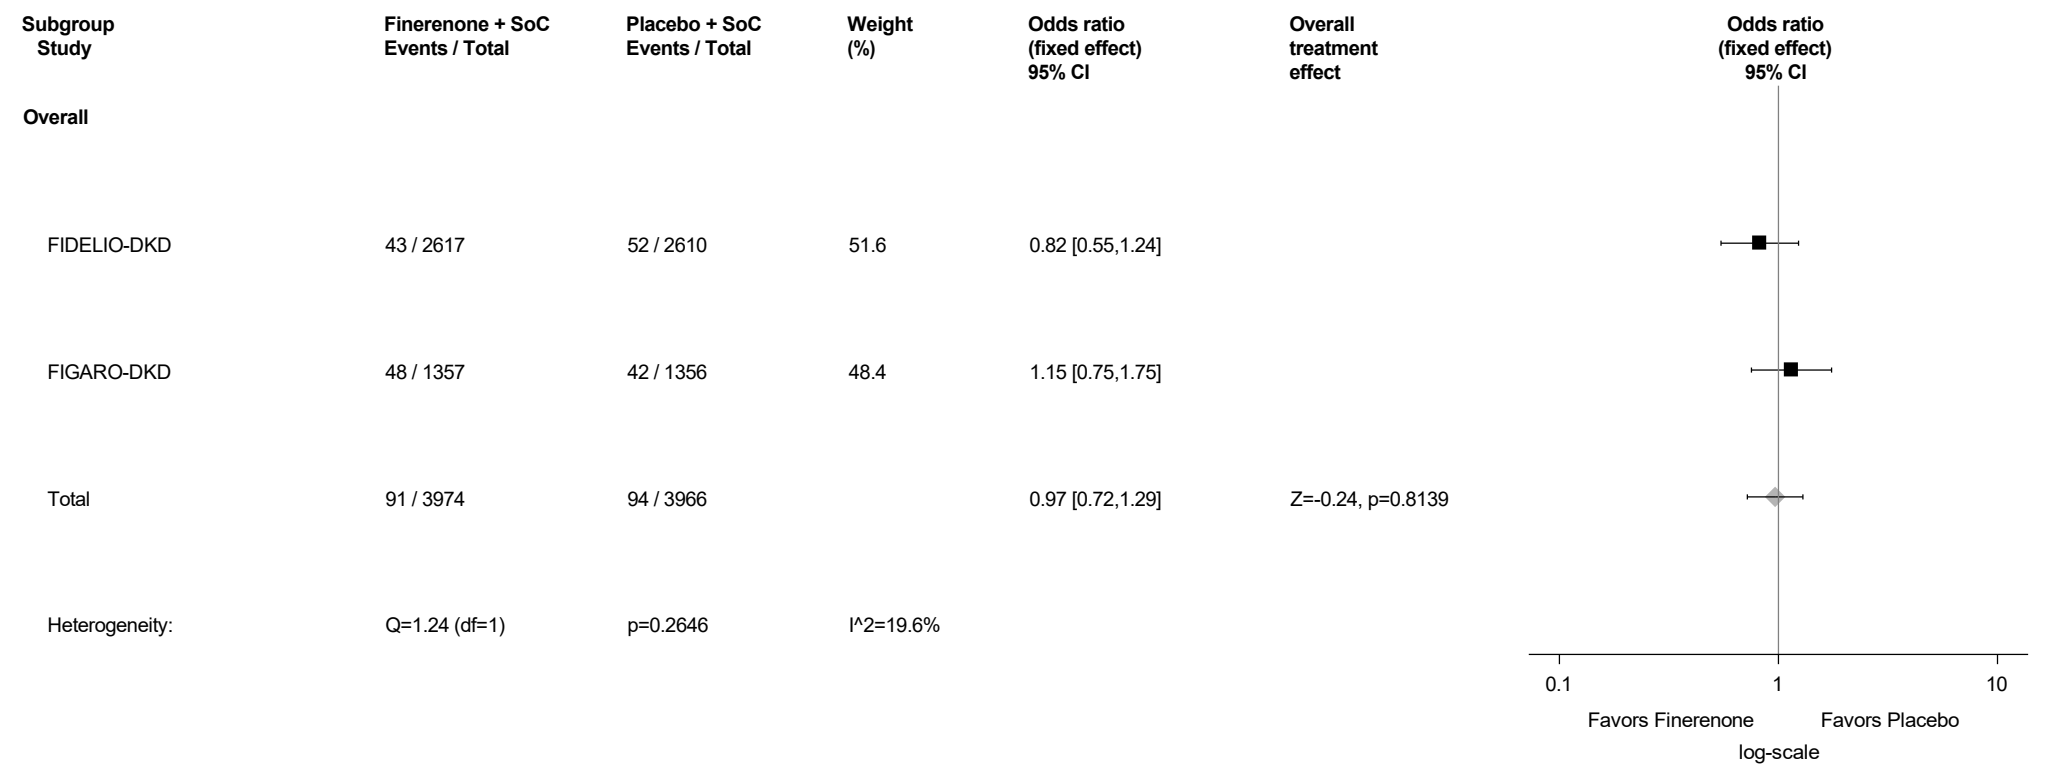 Subgroup Finerenone + SoC Placebo + SoC Weight Odds ratio Overall Odds ratio
Study Events / Total Events / Total (%) (fixed effect) treatment (fixed effect)
95% CI effect 95% CI
Overall
FIDELIO-DKD 43 / 2617 52 / 2610 51.6 0.82 [0.55,1.24]
FIGARO-DKD 48 / 1357 42 / 1356 48.4 1.15 [0.75,1.75]
Total 91 / 3974 94 / 3966 0.97 [0.72,1.29] Z=-0.24, p=0.8139
Heterogeneity: Q=1.24 (df=1) p=0.2646 I^2=19.6%
0.1 1 10
Favors Finerenone Favors Placebo
log-scale